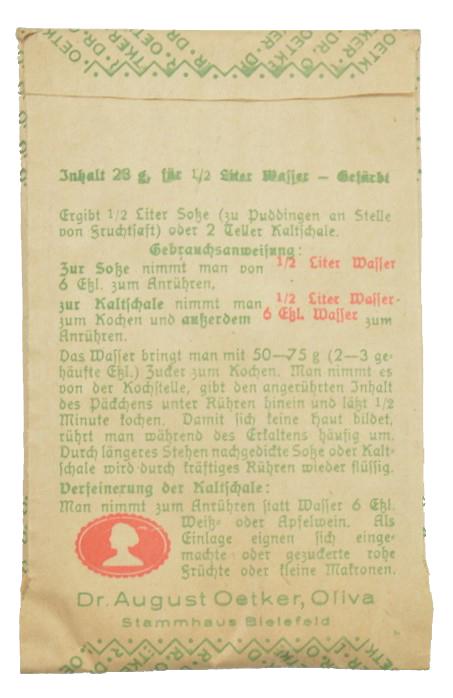 DR. OETKER · DR. OETKER · DR. OETKER
Inhalt 28 g, für 1/2 Liter Wasser – Gefärbt
Ergibt 1/2 Liter Soße (zu Puddingen an Stelle
von Fruchtsaft) oder 2 Teller Kaltschale.
Gebrauchsanweisung:
Zur Soße nimmt man von 1/2 Liter Wasser
6 Eßl. zum Anrühren,
zur Kaltschale nimmt man 1/2 Liter Wasser
zum Kochen und außerdem 6 Eßl. Wasser zum
Anrühren.
Das Wasser bringt man mit 50—75 g (2—3 ge-
häufte Eßl.) Zucker zum Kochen. Man nimmt es
von der Kochstelle, gibt den angerührten Inhalt
des Päckchens unter Rühren hinein und läßt 1/2
Minute kochen. Damit sich keine Haut bildet,
rührt man während des Erkaltens häufig um.
Durch längeres Stehen nachgedickte Soße oder Kalt-
schale wird durch kräftiges Rühren wieder flüssig.
Verfeinerung der Kaltschale:
Man nimmt zum Anrühren statt Wasser 6 Eßl.
Weiß- oder Apfelwein. Als
Einlage eignen sich einge-
machte oder gezuckerte rohe
Früchte oder kleine Makronen.
Dr. August Oetker, Oliva
Stammhaus Bielefeld